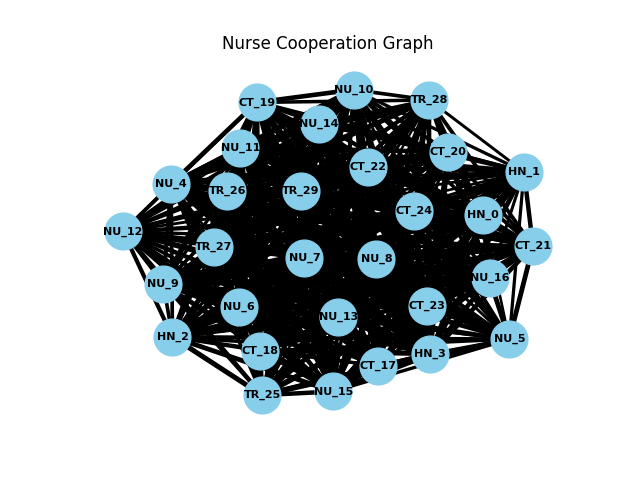 Nurse Cooperation Graph
NU_10
CT_19
TR_28
NU_14
NU_11
CT_20
CT_22
HN_1
NU_4
TR_26
TR_29
CT_24
HN_0
NU_12
TR_27
CT_21
NU_7
NU_8
NU_16
NU_9
NU_6
CT_23
NU_13
HN_2
NU_5
CT_18
HN_3
CT_17
NU_15
TR_25